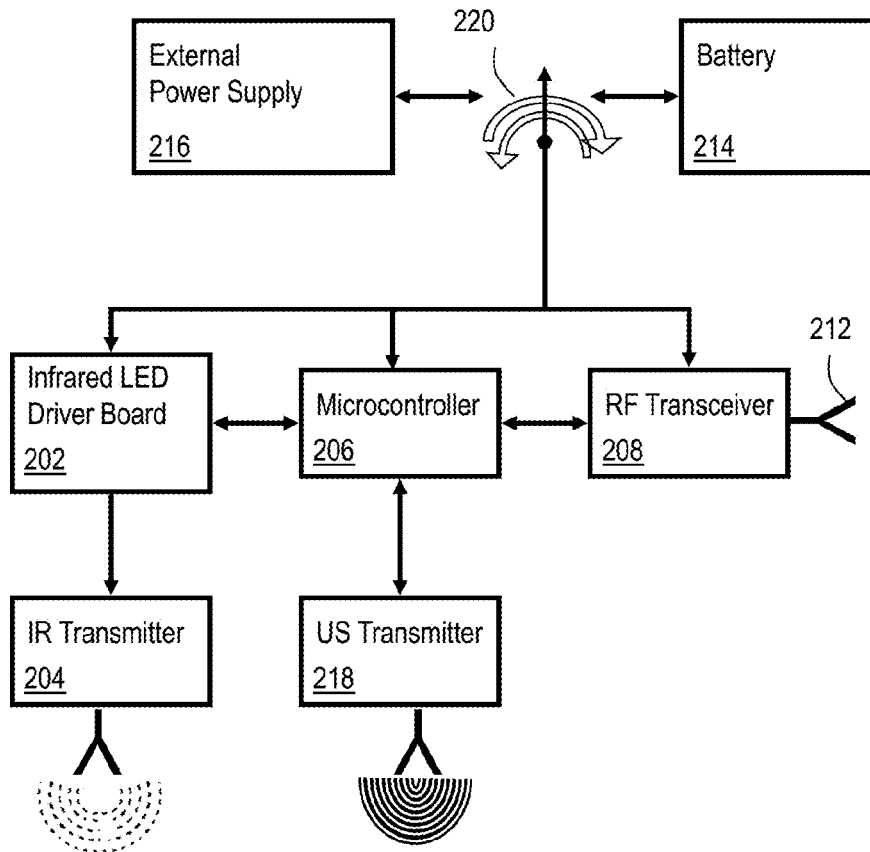 220
External
Power Supply
216
Battery
214
212
Infrared LED
Driver Board
202
Microcontroller
206
RF Transceiver
208
IR Transmitter
204
US Transmitter
218